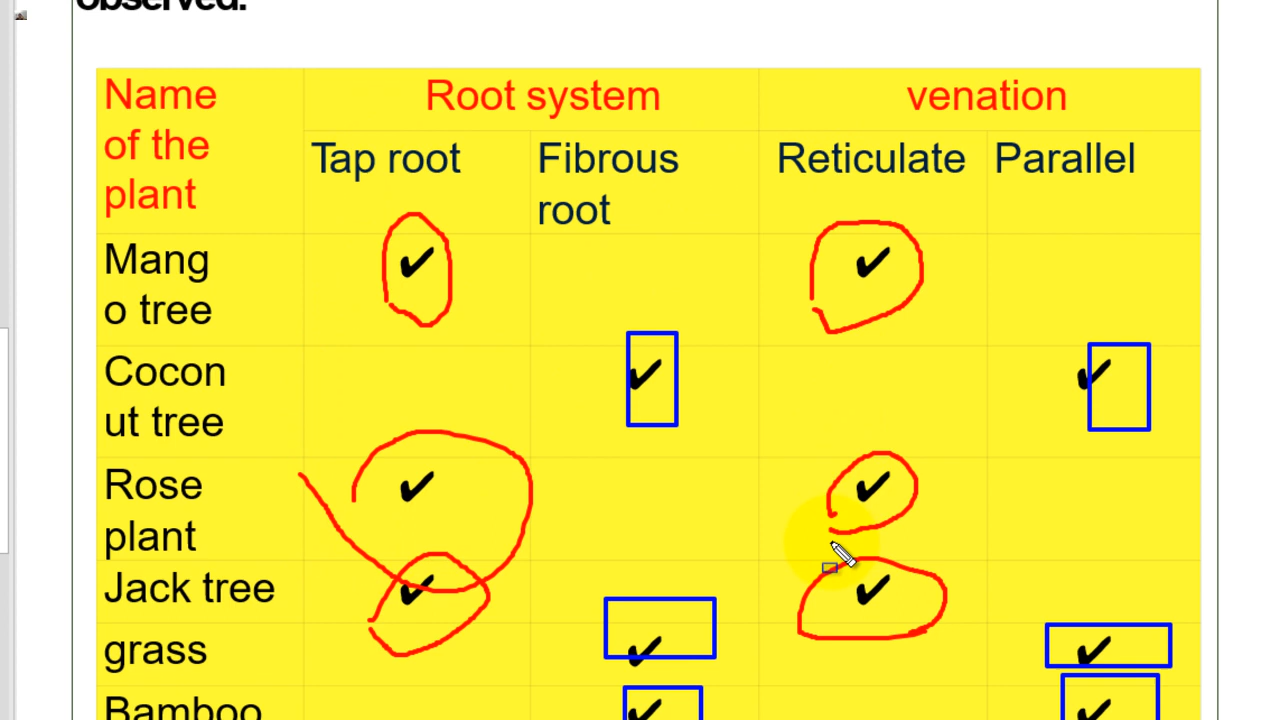 observed.
Name of the plant Root system venation
Tap root Fibrous root Reticulate Parallel
Mang
o tree ✔ ✔
Cocon
ut tree ✔ ✔
Rose
plant ✔ ✔
Jack tree ✔ ✔
grass ✔ ✔
Bamboo ✔ ✔